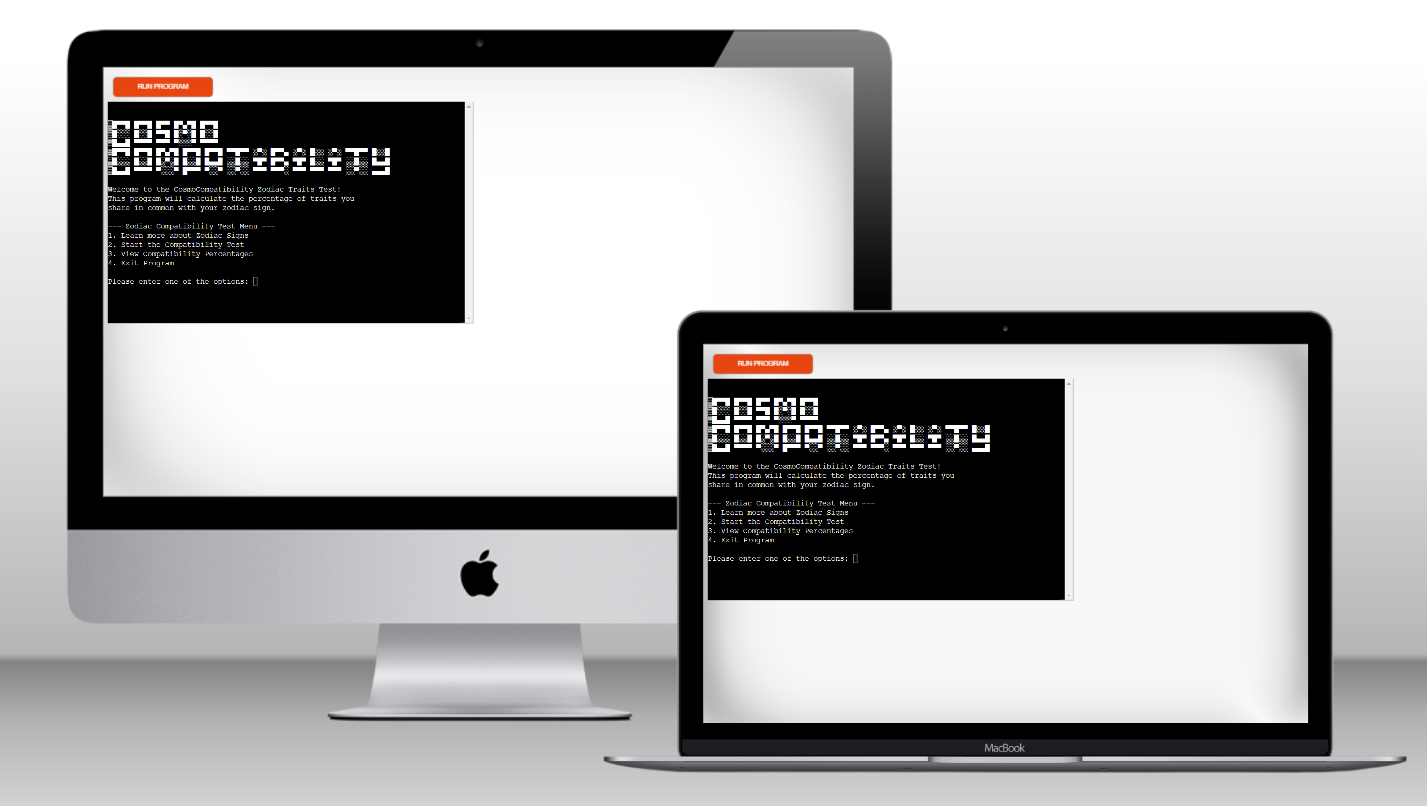 RUN PROGRAM
COSMO
COMPATIBILITY
Welcome to the CosmoCompatibility Zodiac Traits Test!
This program will calculate the percentage of traits you
share in common with your zodiac sign.
--- Zodiac Compatibility Test Menu ---
1. Learn more about Zodiac Signs
2. Start the Compatibility Test
3. View Compatibility Percentages
4. Exit Program
Please enter one of the options:
RUN PROGRAM
COSMO
COMPATIBILITY
Welcome to the CosmoCompatibility Zodiac Traits Test!
This program will calculate the percentage of traits you
share in common with your zodiac sign.
--- Zodiac Compatibility Test Menu ---
1. Learn more about Zodiac Signs
2. Start the Compatibility Test
3. View Compatibility Percentages
4. Exit Program
Please enter one of the options:
MacBook